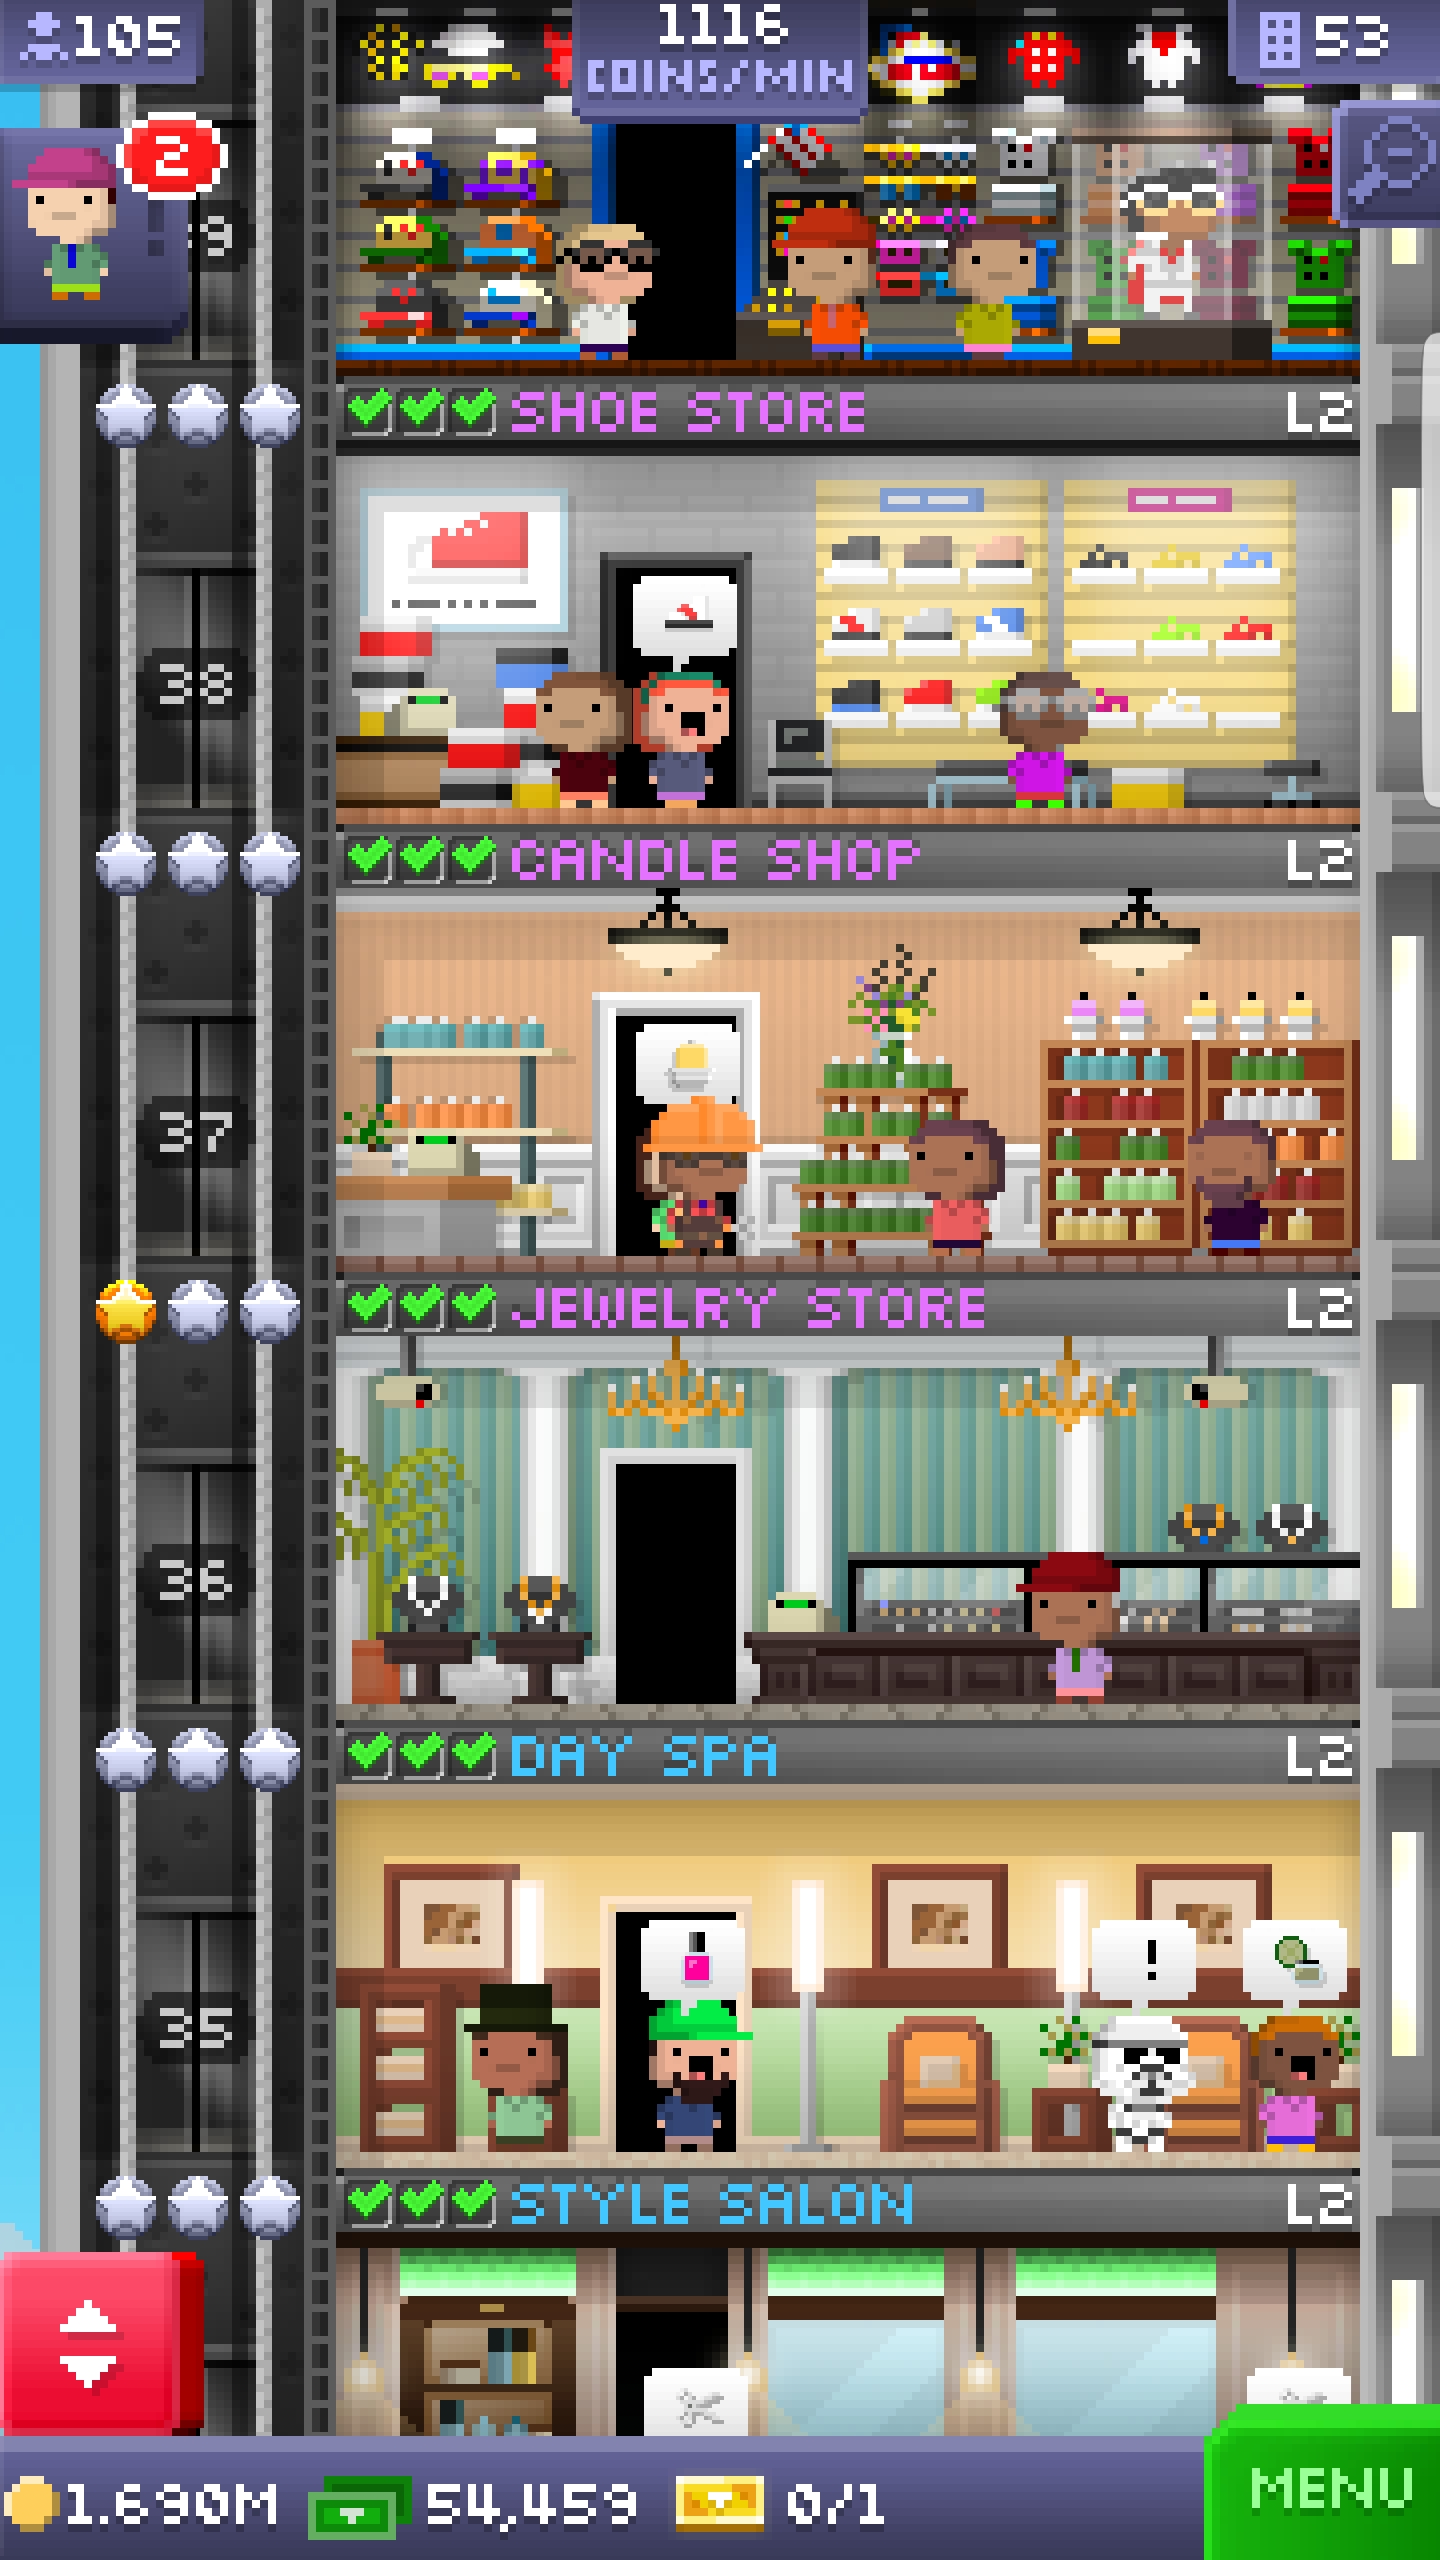 105
1116
COINS/MIN
53
2
SHOE STORE L2
38
CANDLE SHOP L2
37
JEWELRY STORE L2
36
DAY SPA L2
35
!
STYLE SALON L2
1.690M 54,459 0/1
MENU